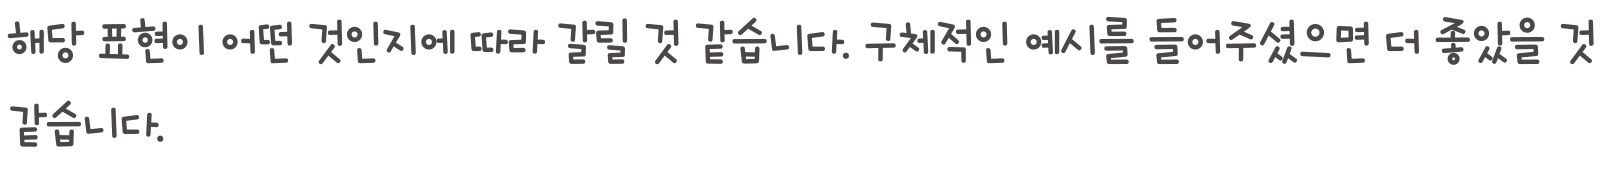 해당 표현이 어떤 것인지에 따라 갈릴 것 같습니다. 구체적인 예시를 들어주셨으면 더 좋았을 것
같습니다.